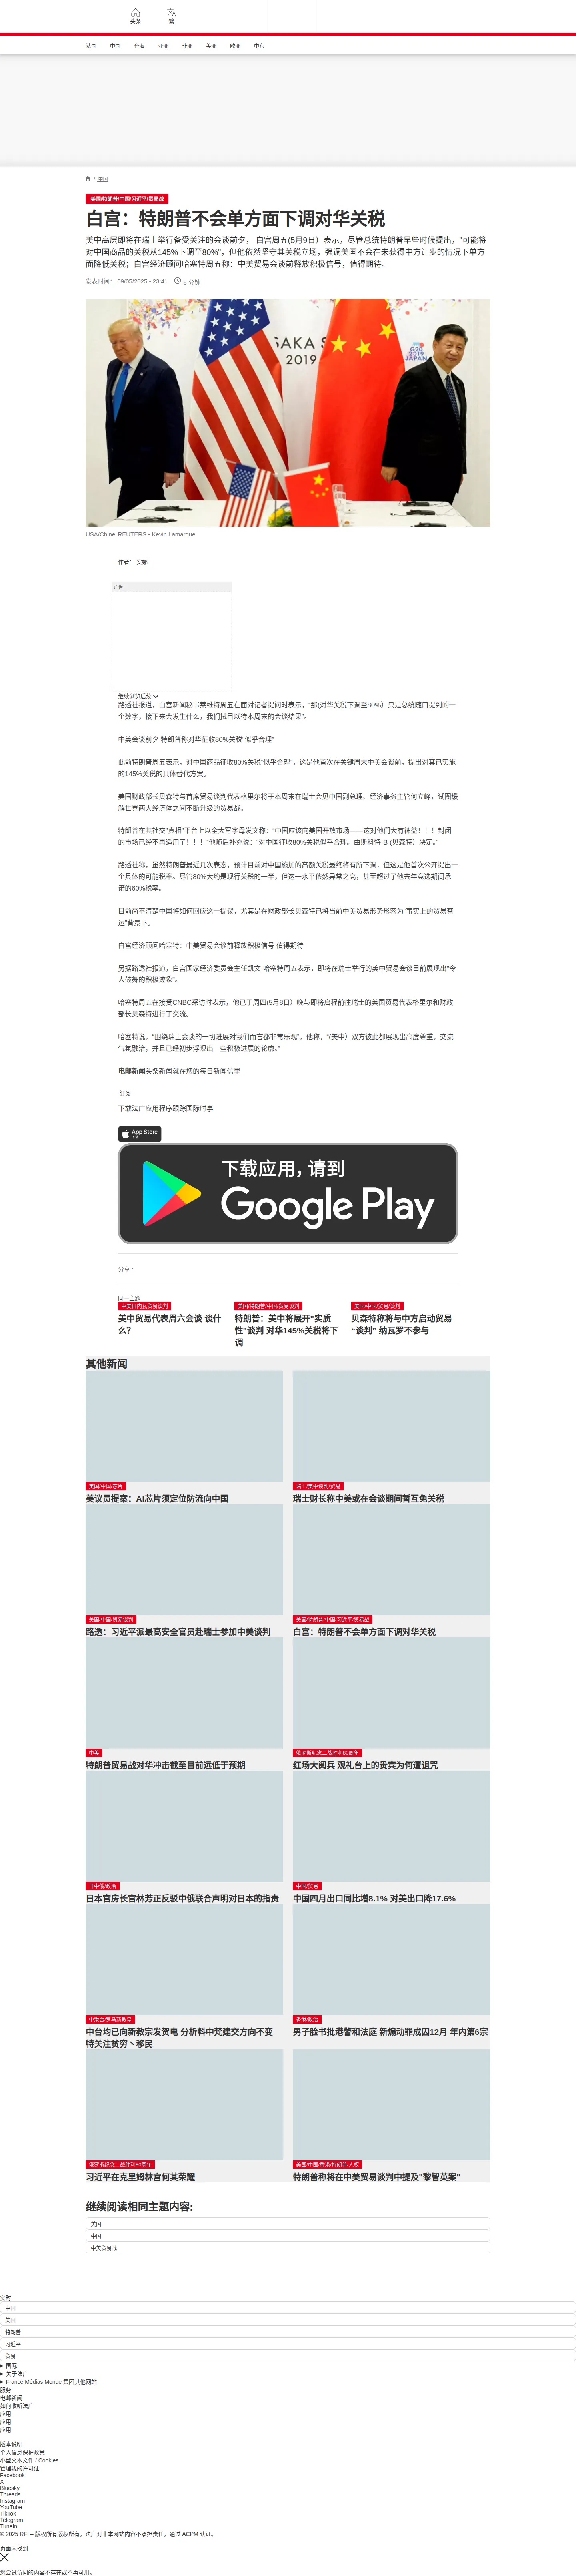 头条
繁
法国 中国 台海 亚洲 非洲 美洲 欧洲 中东
/ 中国
美国/特朗普/中国/习近平/贸易战
白宫：特朗普不会单方面下调对华关税
美中高层即将在瑞士举行备受关注的会谈前夕， 白宫周五(5月9日）表示，尽管总统特朗普早些时候提出，"可能将
对中国商品的关税从145%下调至80%"，但他依然坚守其关税立场，强调美国不会在未获得中方让步的情况下单方
面降低关税；白宫经济顾问哈塞特周五称：中美贸易会谈前释放积极信号，值得期待。
发表时间： 09/05/2025 - 23:41 6 分钟
SAKA S
2019
G20
2019
JAPAN
USA/Chine REUTERS - Kevin Lamarque
作者： 安娜
广告
继续浏览后续
路透社报道，白宫新闻秘书莱维特周五在面对记者提问时表示，"那(对华关税下调至80%）只是总统随口提到的一
个数字，接下来会发生什么，我们拭目以待本周末的会谈结果"。
中美会谈前夕 特朗普称对华征收80%关税"似乎合理"
此前特朗普周五表示，对中国商品征收80%关税"似乎合理"，这是他首次在关键周末中美会谈前，提出对其已实施
的145%关税的具体替代方案。
美国财政部长贝森特与首席贸易谈判代表格里尔将于本周末在瑞士会见中国副总理、经济事务主管何立峰，试图缓
解世界两大经济体之间不断升级的贸易战。
特朗普在其社交"真相"平台上以全大写字母发文称："中国应该向美国开放市场——这对他们大有裨益！！！封闭
的市场已经不再适用了！！！"他随后补充说："对中国征收80%关税似乎合理。由斯科特·B (贝森特）决定。"
路透社称，虽然特朗普最近几次表态，预计目前对中国施加的高额关税最终将有所下调，但这是他首次公开提出一
个具体的可能税率。尽管80%大约是现行关税的一半，但这一水平依然异常之高，甚至超过了他去年竞选期间承
诺的60%税率。
目前尚不清楚中国将如何回应这一提议，尤其是在财政部长贝森特已将当前中美贸易形势形容为"事实上的贸易禁
运"背景下。
白宫经济顾问哈塞特：中美贸易会谈前释放积极信号 值得期待
另据路透社报道，白宫国家经济委员会主任凯文·哈塞特周五表示，即将在瑞士举行的美中贸易会谈目前展现出"令
人鼓舞的积极迹象"。
哈塞特周五在接受CNBC采访时表示，他已于周四(5月8日）晚与即将启程前往瑞士的美国贸易代表格里尔和财政
部长贝森特进行了交流。
哈塞特说，"围绕瑞士会谈的一切进展对我们而言都非常乐观"，他称，"(美中）双方彼此都展现出高度尊重，交流
气氛融洽，并且已经初步浮现出一些积极进展的轮廓。"
电邮新闻头条新闻就在您的每日新闻信里
订阅
下载法广应用程序跟踪国际时事
App Store
下载
下载应用，请到
Google Play
分享 :
同一主题
中美日内瓦贸易谈判
美中贸易代表周六会谈 谈什
么？
美国/特朗普/中国/贸易谈判
特朗普：美中将展开"实质
性"谈判 对华145%关税将下
调
美国/中国/贸易/谈判
贝森特称将与中方启动贸易
"谈判" 纳瓦罗不参与
其他新闻
美国/中国/芯片
美议员提案：AI芯片须定位防流向中国
瑞士/美中谈判/贸易
瑞士财长称中美或在会谈期间暂互免关税
美国/中国/贸易谈判
路透：习近平派最高安全官员赴瑞士参加中美谈判
美国/特朗普/中国/习近平/贸易战
白宫：特朗普不会单方面下调对华关税
中美
特朗普贸易战对华冲击截至目前远低于预期
俄罗斯纪念二战胜利80周年
红场大阅兵 观礼台上的贵宾为何遭诅咒
日中俄/政治
日本官房长官林芳正反驳中俄联合声明对日本的指责
中国/贸易
中国四月出口同比增8.1% 对美出口降17.6%
中港台/罗马新教皇
中台均已向新教宗发贺电 分析料中梵建交方向不变
特关注贫穷丶移民
香港/政治
男子脸书批港警和法庭 新煽动罪成囚12月 年内第6宗
俄罗斯纪念二战胜利80周年
习近平在克里姆林宫何其荣耀
美国/中国/香港/特朗普/人权
特朗普称将在中美贸易谈判中提及"黎智英案"
继续阅读相同主题内容:
美国
中国
中美贸易战
实时
中国
美国
特朗普
习近平
贸易
国际
关于法广
France Médias Monde 集团其他网站
服务
电邮新闻
如何收听法广
应用
应用
应用
版本说明
个人信息保护政策
小型文本文件 / Cookies
管理我的许可证
Facebook
X
Bluesky
Threads
Instagram
YouTube
TikTok
Telegram
TuneIn
© 2025 RFI – 版权所有版权所有。法广对非本网站内容不承担责任。通过 ACPM 认证。
页面未找到
您尝试访问的内容不存在或不再可用。